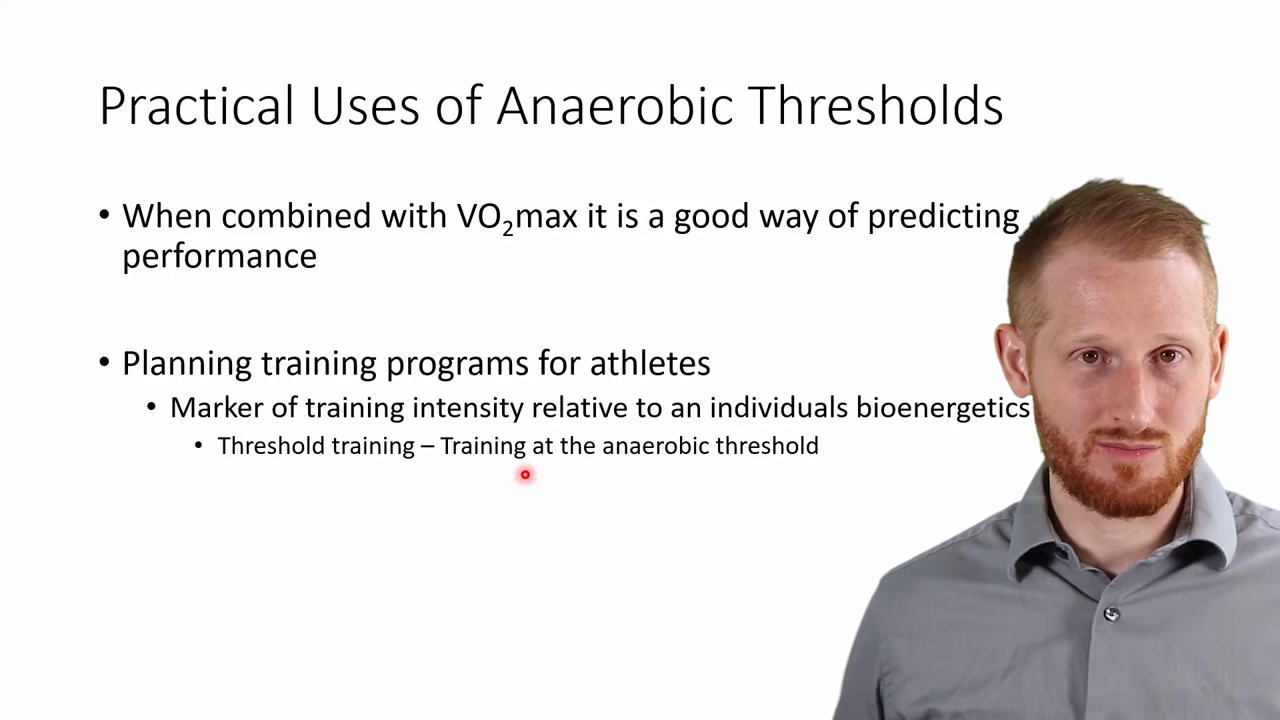 Practical Uses of Anaerobic Thresholds
• When combined with VO₂max it is a good way of predicting
performance
• Planning training programs for athletes
• Marker of training intensity relative to an individuals bioenergetics
• Threshold training – Training at the anaerobic threshold